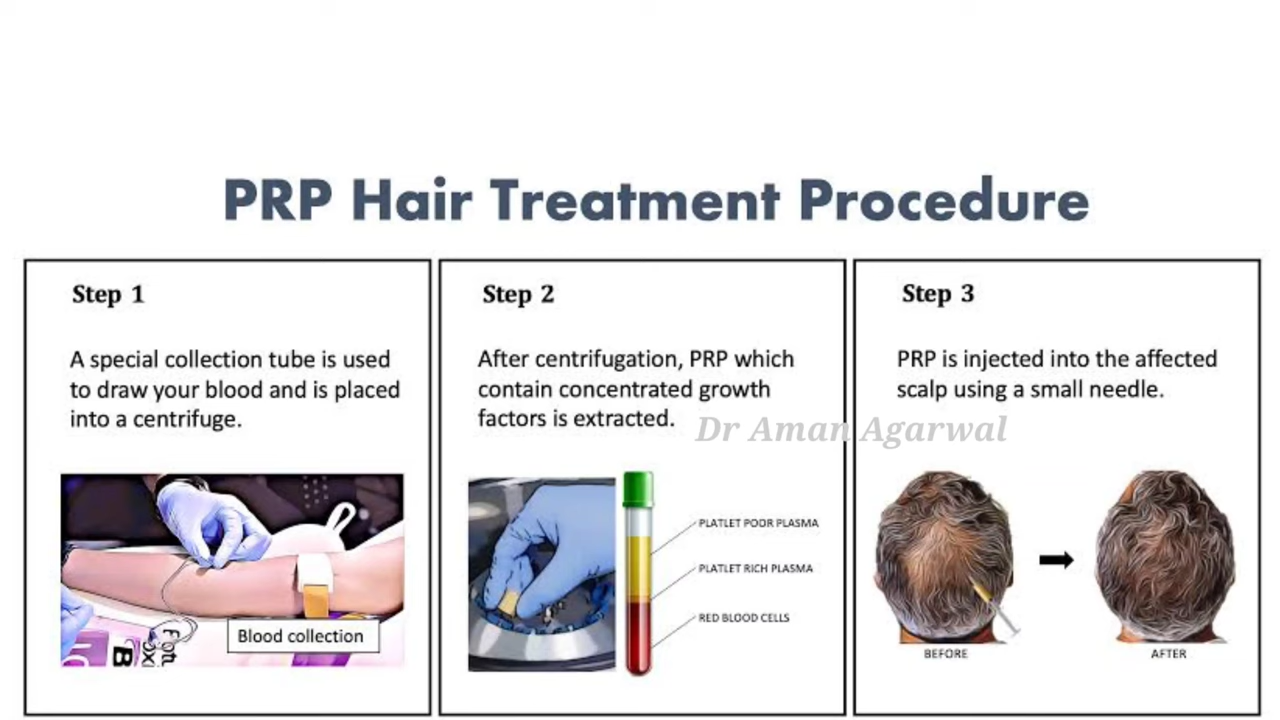 PRP Hair Treatment Procedure
Step 1
A special collection tube is used
to draw your blood and is placed
into a centrifuge.
Blood collection
Step 2
After centrifugation, PRP which
contain concentrated growth
factors is extracted.
PLATLET POOR PLASMA
PLATLET RICH PLASMA
RED BLOOD CELLS
Step 3
PRP is injected into the affected
scalp using a small needle.
Dr Aman Agarwal
BEFORE
AFTER